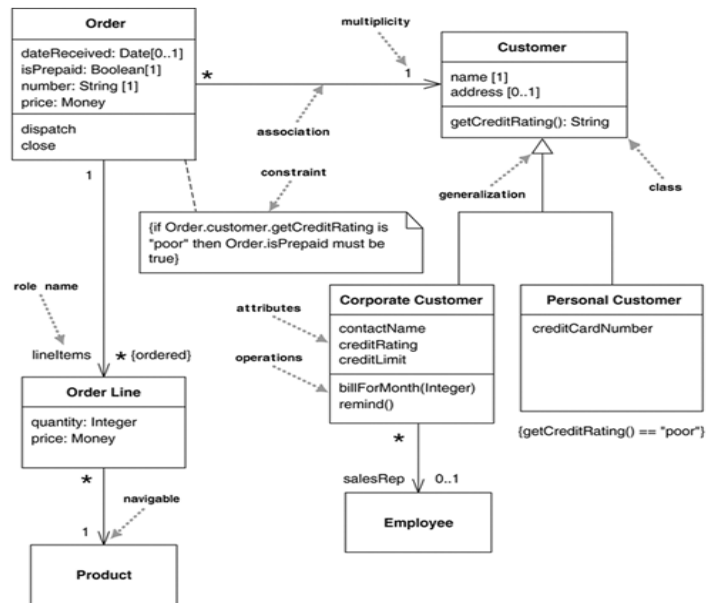 Order
dateReceived: Date[0..1]
isPrepaid: Boolean[1]
number: String [1]
price: Money
dispatch
close
multiplicity
*
1
association
Customer
name [1]
address [0..1]
getCreditRating(): String
generalization
class
1
constraint
{if Order.customer.getCreditRating is
"poor" then Order.isPrepaid must be
true}
role name
lineItems
* {ordered}
Order Line
quantity: Integer
price: Money
*
navigable
1
Product
attributes
operations
Corporate Customer
contactName
creditRating
creditLimit
billForMonth(Integer)
remind()
*
salesRep
0..1
Employee
Personal Customer
creditCardNumber
{getCreditRating() == "poor"}